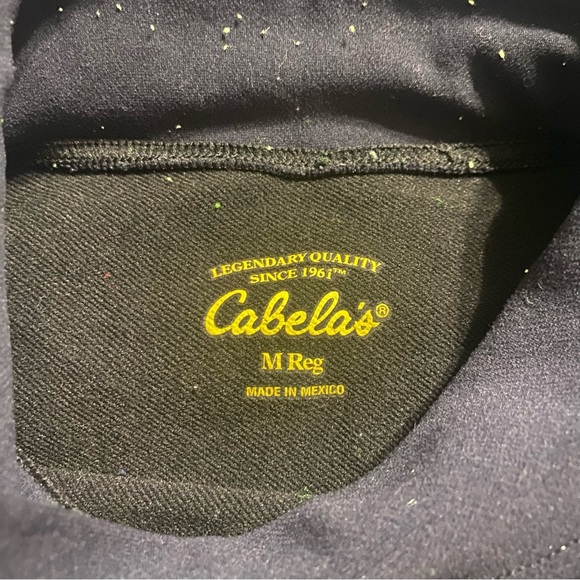 LEGENDARY QUALITY
SINCE 1961™
Cabela's®
M Reg
MADE IN MEXICO